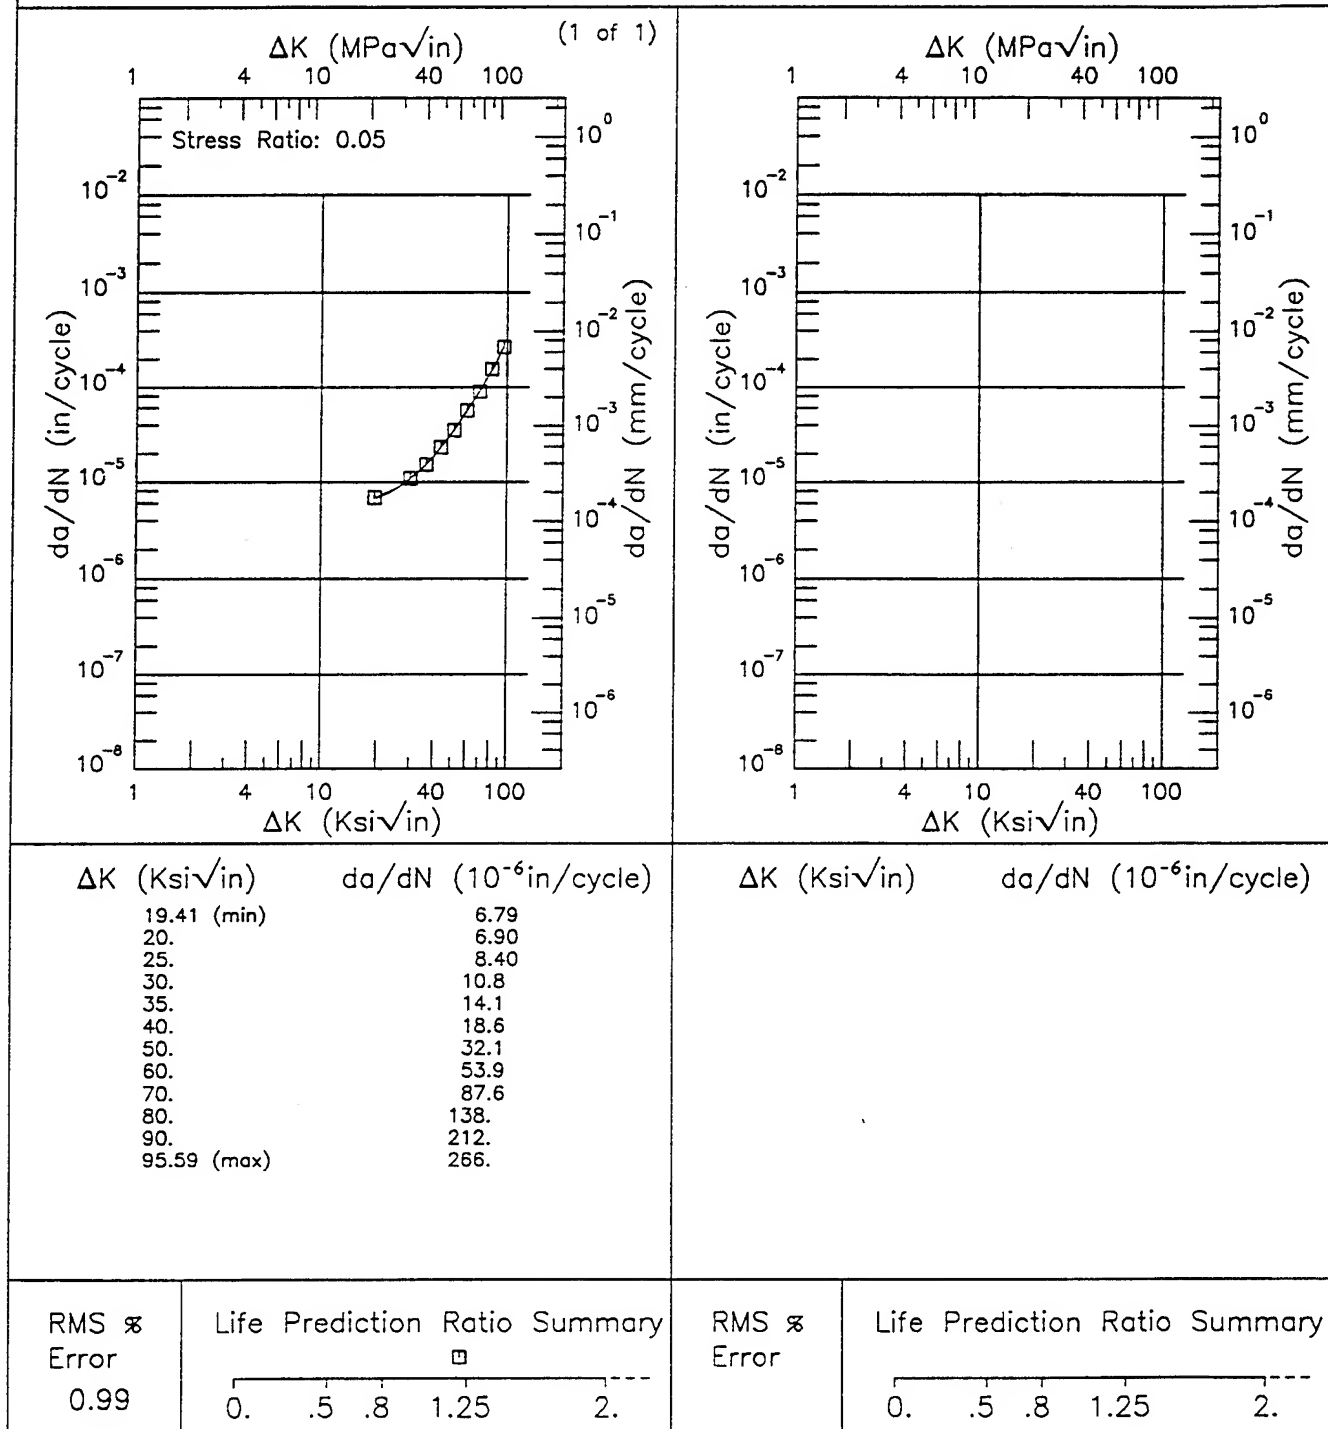 (1 of 1)
ΔK (MPa√in)
1 4 10 40 100
Stress Ratio: 0.05
da/dN (in/cycle)
10⁻²
10⁻³
10⁻⁴
10⁻⁵
10⁻⁶
10⁻⁷
10⁻⁸
da/dN (mm/cycle)
10⁰
10⁻¹
10⁻²
10⁻³
10⁻⁴
10⁻⁵
10⁻⁶
1 4 10 40 100
ΔK (Ksi√in)
ΔK (MPa√in)
1 4 10 40 100
da/dN (in/cycle)
10⁻²
10⁻³
10⁻⁴
10⁻⁵
10⁻⁶
10⁻⁷
10⁻⁸
da/dN (mm/cycle)
10⁰
10⁻¹
10⁻²
10⁻³
10⁻⁴
10⁻⁵
10⁻⁶
1 4 10 40 100
ΔK (Ksi√in)
ΔK (Ksi√in) da/dN (10⁻⁶in/cycle)
19.41 (min) 6.79
20. 6.90
25. 8.40
30. 10.8
35. 14.1
40. 18.6
50. 32.1
60. 53.9
70. 87.6
80. 138.
90. 212.
95.59 (max) 266.
ΔK (Ksi√in) da/dN (10⁻⁶in/cycle)
RMS %
Error
0.99
Life Prediction Ratio Summary
0. .5 .8 1.25 2.
RMS %
Error
Life Prediction Ratio Summary
0. .5 .8 1.25 2.